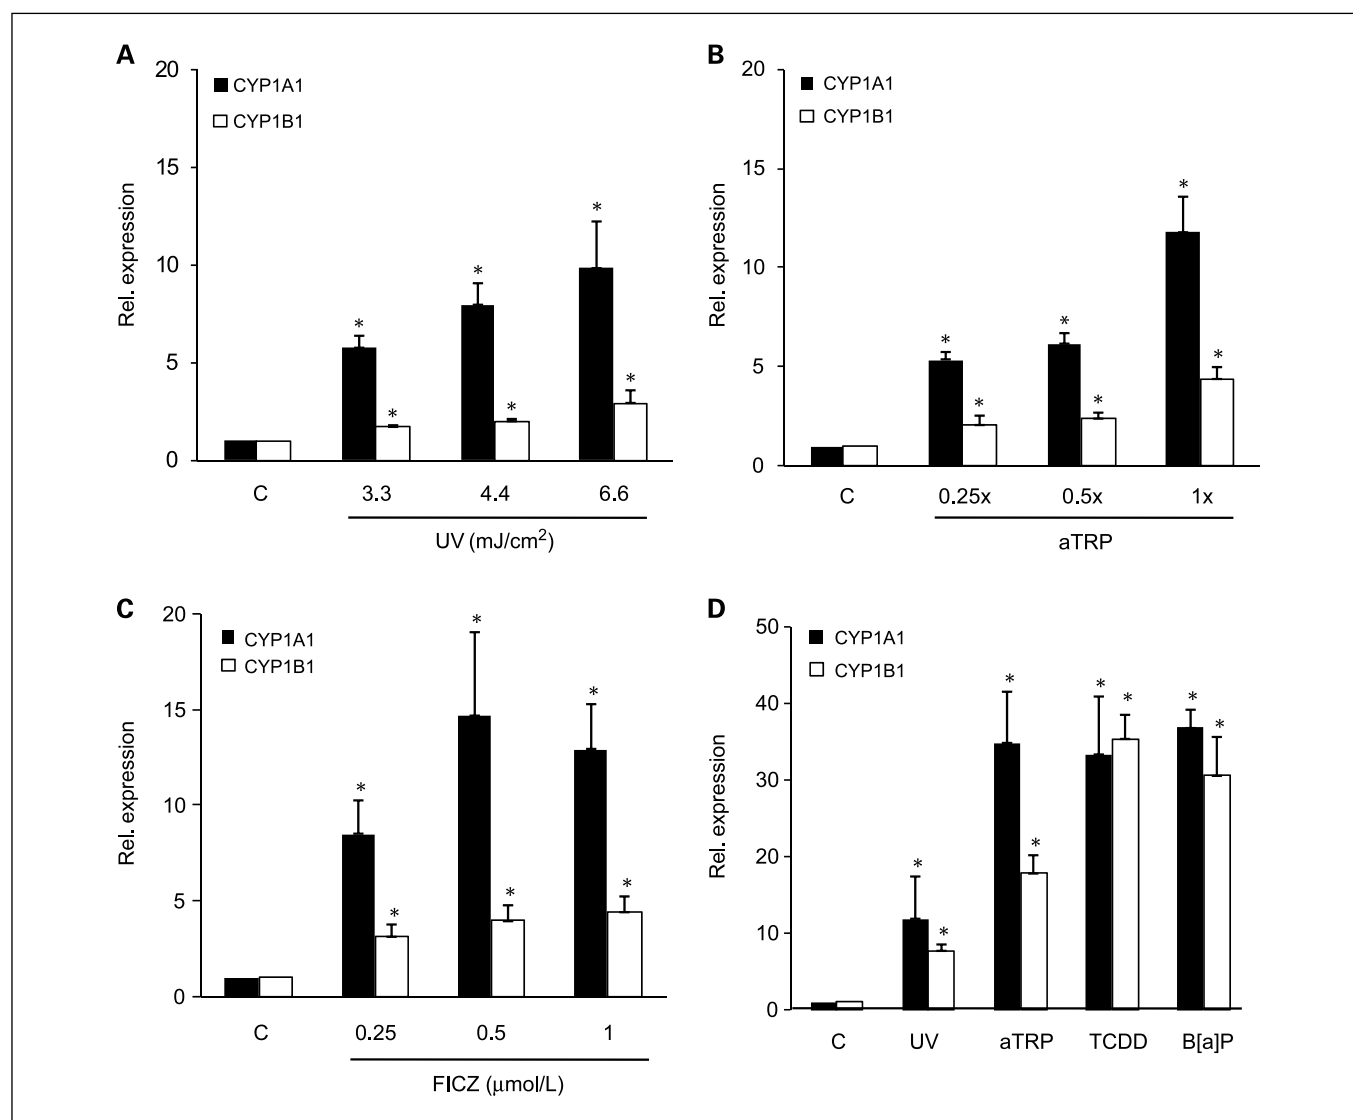 A
20
15
10
5
0
Rel. expression
CYP1A1
CYP1B1
*
*
*
*
*
*
C 3.3 4.4 6.6
UV (mJ/cm²)
B
20
15
10
5
0
Rel. expression
CYP1A1
CYP1B1
*
*
*
*
*
*
C 0.25x 0.5x 1x
aTRP
C
20
15
10
5
0
Rel. expression
CYP1A1
CYP1B1
*
*
*
*
*
*
C 0.25 0.5 1
FICZ (μmol/L)
D
50
40
30
20
10
0
Rel. expression
CYP1A1
CYP1B1
*
*
*
*
*
*
*
*
C UV aTRP TCDD B[a]P